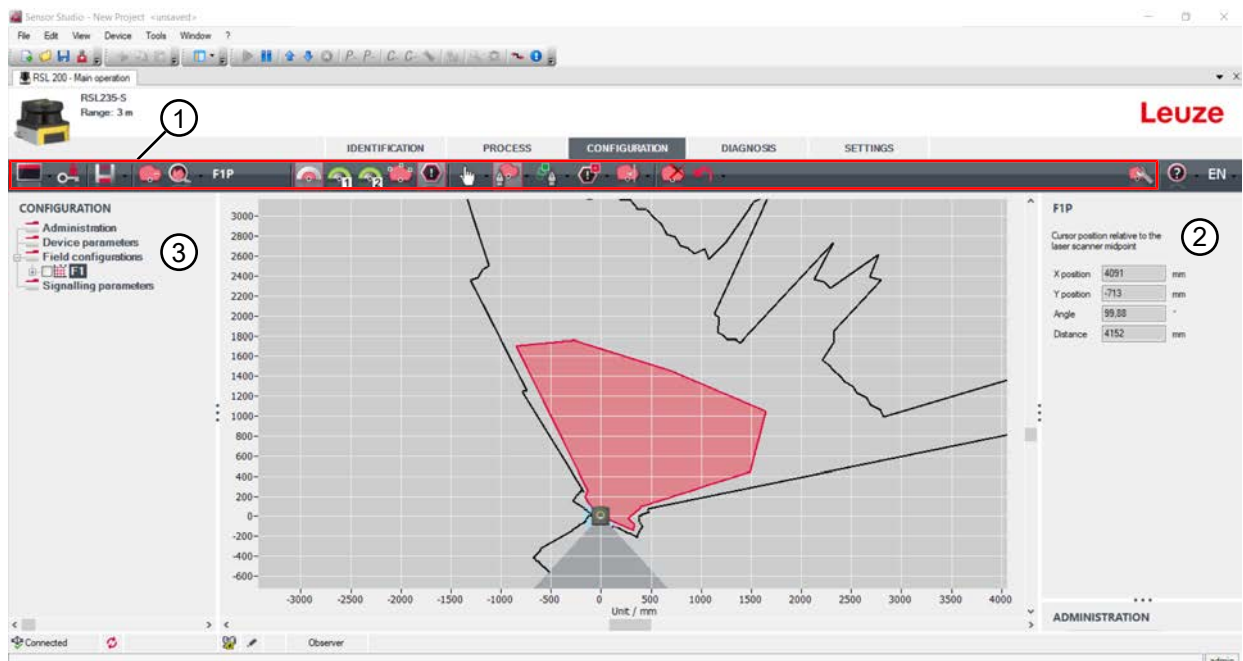 Sensor Studio - New Project <unsaved>
File Edit View Device Tools Window ?
P- P- C- C-
RSL 200 - Main operation
RSL235-S
Range: 3 m
1
Leuze
IDENTIFICATION PROCESS CONFIGURATION DIAGNOSIS SETTINGS
F1P
1
2
?
EN
CONFIGURATION
Administration
Device parameters
Field configurations
F1
Signalling parameters
3
3000-
2800-
2600-
2400-
2200-
2000-
1800-
1600-
1400-
1200-
1000-
800-
600-
400-
200-
0-
-200-
-400-
-600-
-3000 -2500 -2000 -1500 -1000 -500 0 500 1000 1500 2000 2500 3000 3500 4000
Unit / mm
F1P
Cursor position relative to the
laser scanner midpoint
2
X position 4091 mm
Y position -713 mm
Angle 99,88 °
Distance 4152 mm
ADMINISTRATION
Connected
Observer
admin